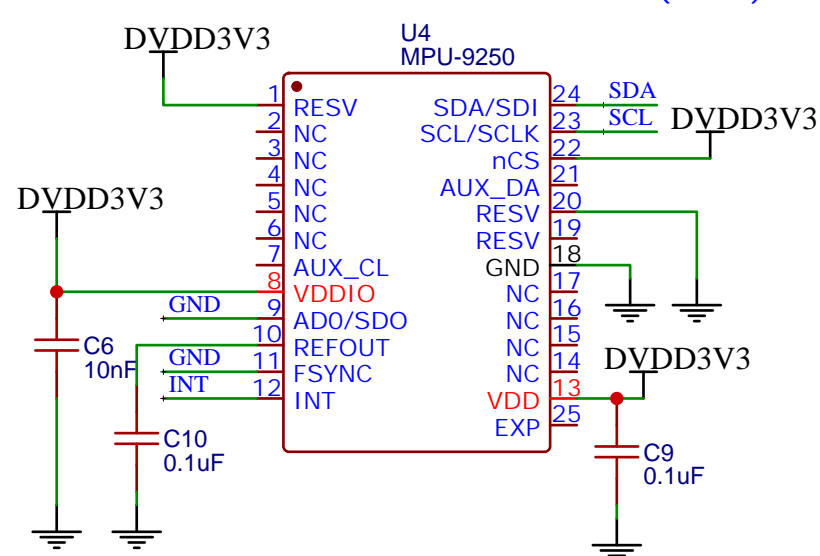 DVDD3V3
U4
MPU-9250
1
RESV
2
NC
3
NC
4
NC
5
NC
6
NC
7
AUX_CL
8
VDDIO
9
AD0/SDO
10
REFOUT
11
FSYNC
12
INT
24
SDA/SDI
SDA
23
SCL/SCLK
SCL
22
nCS
DVDD3V3
21
AUX_DA
20
RESV
19
RESV
18
GND
17
NC
16
NC
15
NC
14
NC
13
VDD
25
EXP
DVDD3V3
GND
GND
INT
C6
10nF
C10
0.1uF
DVDD3V3
C9
0.1uF